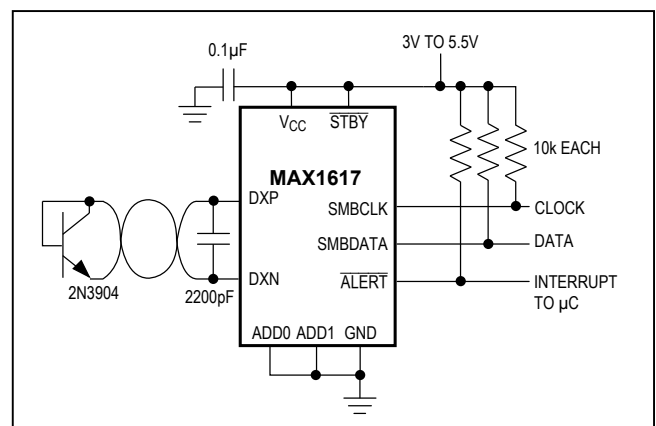 3V TO 5.5V
0.1µF
VCC
STBY
10k EACH
MAX1617
DXP
SMBCLK
CLOCK
SMBDATA
DATA
DXN
ALERT
INTERRUPT
TO µC
2N3904
2200pF
ADD0 ADD1 GND